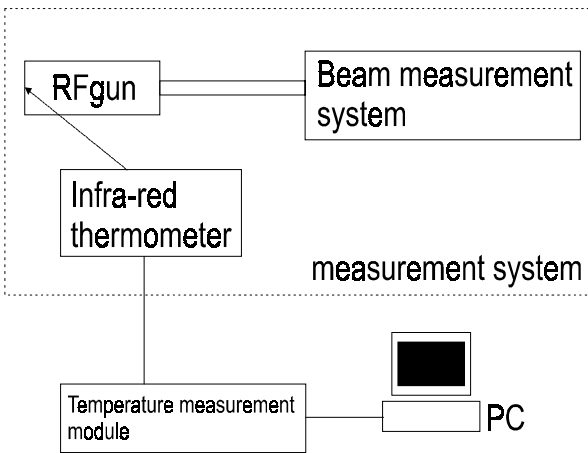 RFgun
Beam measurement
system
Infra-red
thermometer
measurement system
Temperature measurement
module
PC